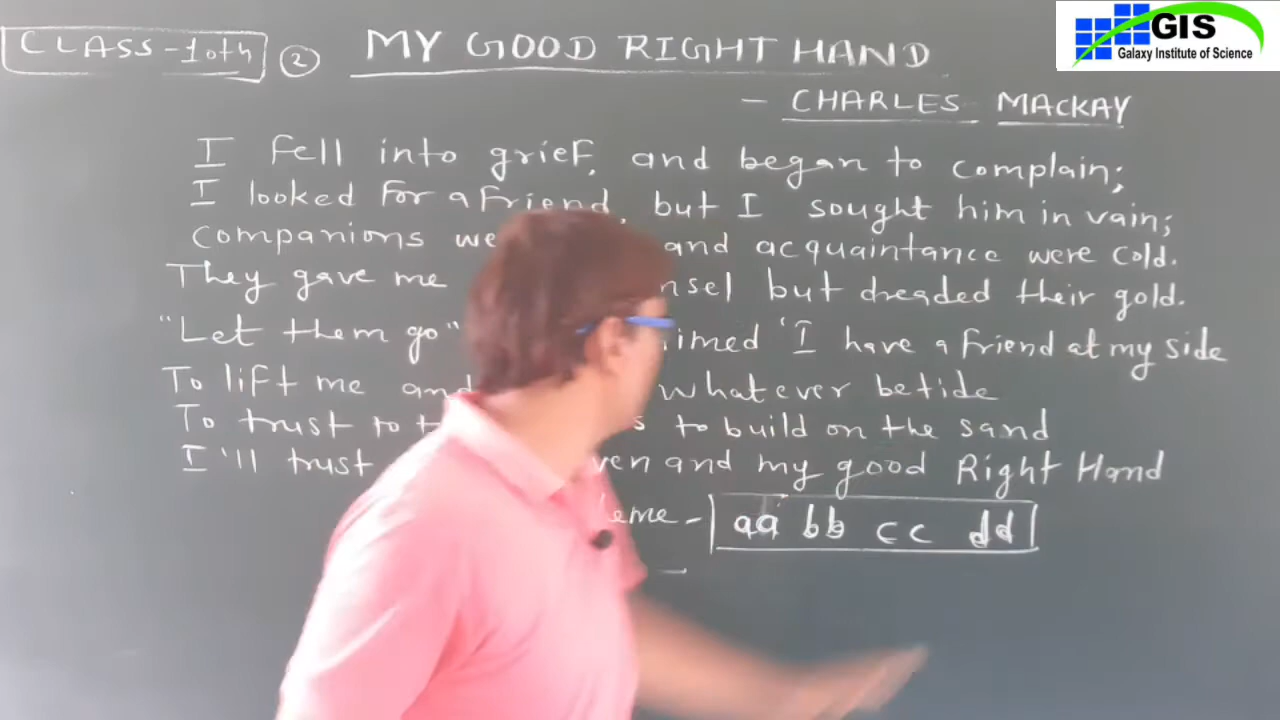 CLASS-10th ② MY GOOD RIGHT HAND
GIS
Galaxy Institute of Science
- CHARLES MACKAY
I fell into grief, and began to complain;
I looked for a friend, but I sought him in vain;
Companions we and acquaintance were cold.
They gave me nsel but dreaded their gold.
"Let them go" imed 'I have a friend at my side
To lift me and whatever betide
To trust to t s to build on the sand
I'll trust ven and my good Right Hand
eme - aa bb cc dd